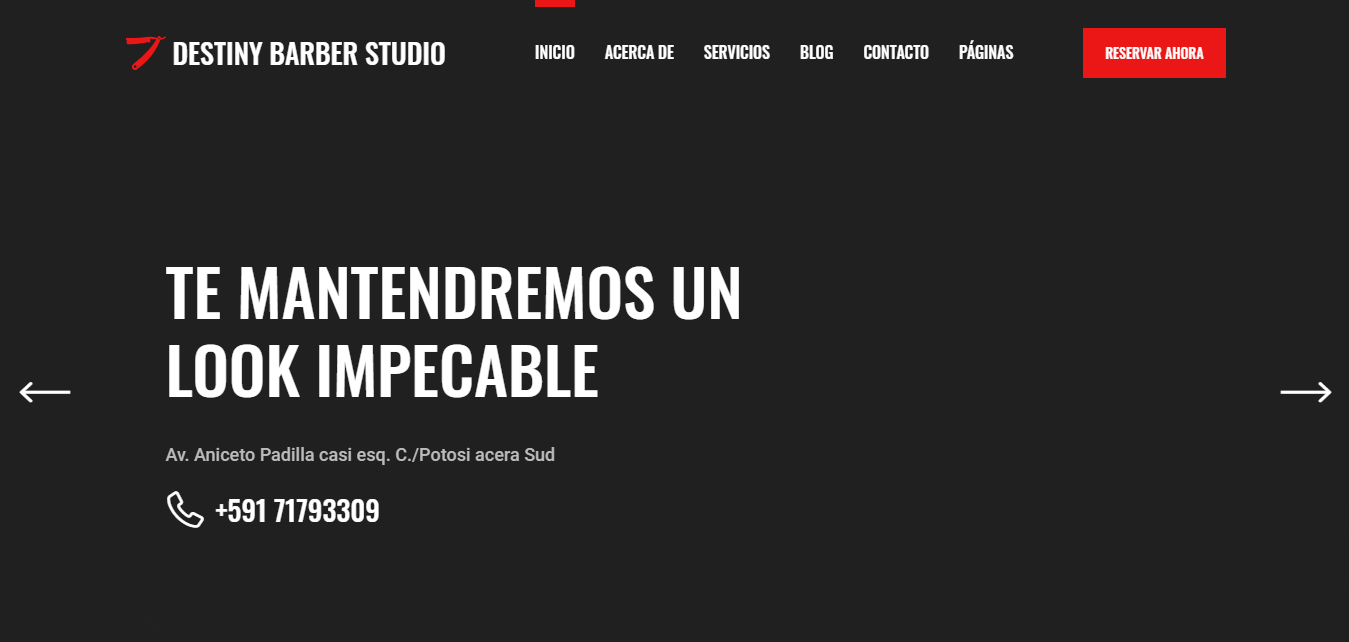 DESTINY BARBER STUDIO
INICIO ACERCA DE SERVICIOS BLOG CONTACTO PÁGINAS
RESERVAR AHORA
TE MANTENDREMOS UN
LOOK IMPECABLE
Av. Aniceto Padilla casi esq. C./Potosi acera Sud
+591 71793309